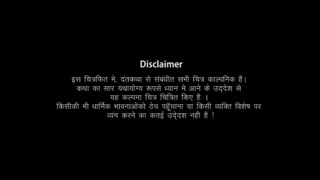 Disclaimer
इस चित्रफित मे, दंतकथा से संबंधीत सभी चित्र काल्पनिक है।
कथा का सार यथायोग्य रूपसे ध्यान मे आने के उद्देश से
यह कल्पना चित्र चित्रित किए है ।
किसीकी भी धार्मिक भावनाओंको ठेच पहुँचाना या किसी व्यक्ति विशेष पर
व्यंग करने का कतई उद्देश नही है !